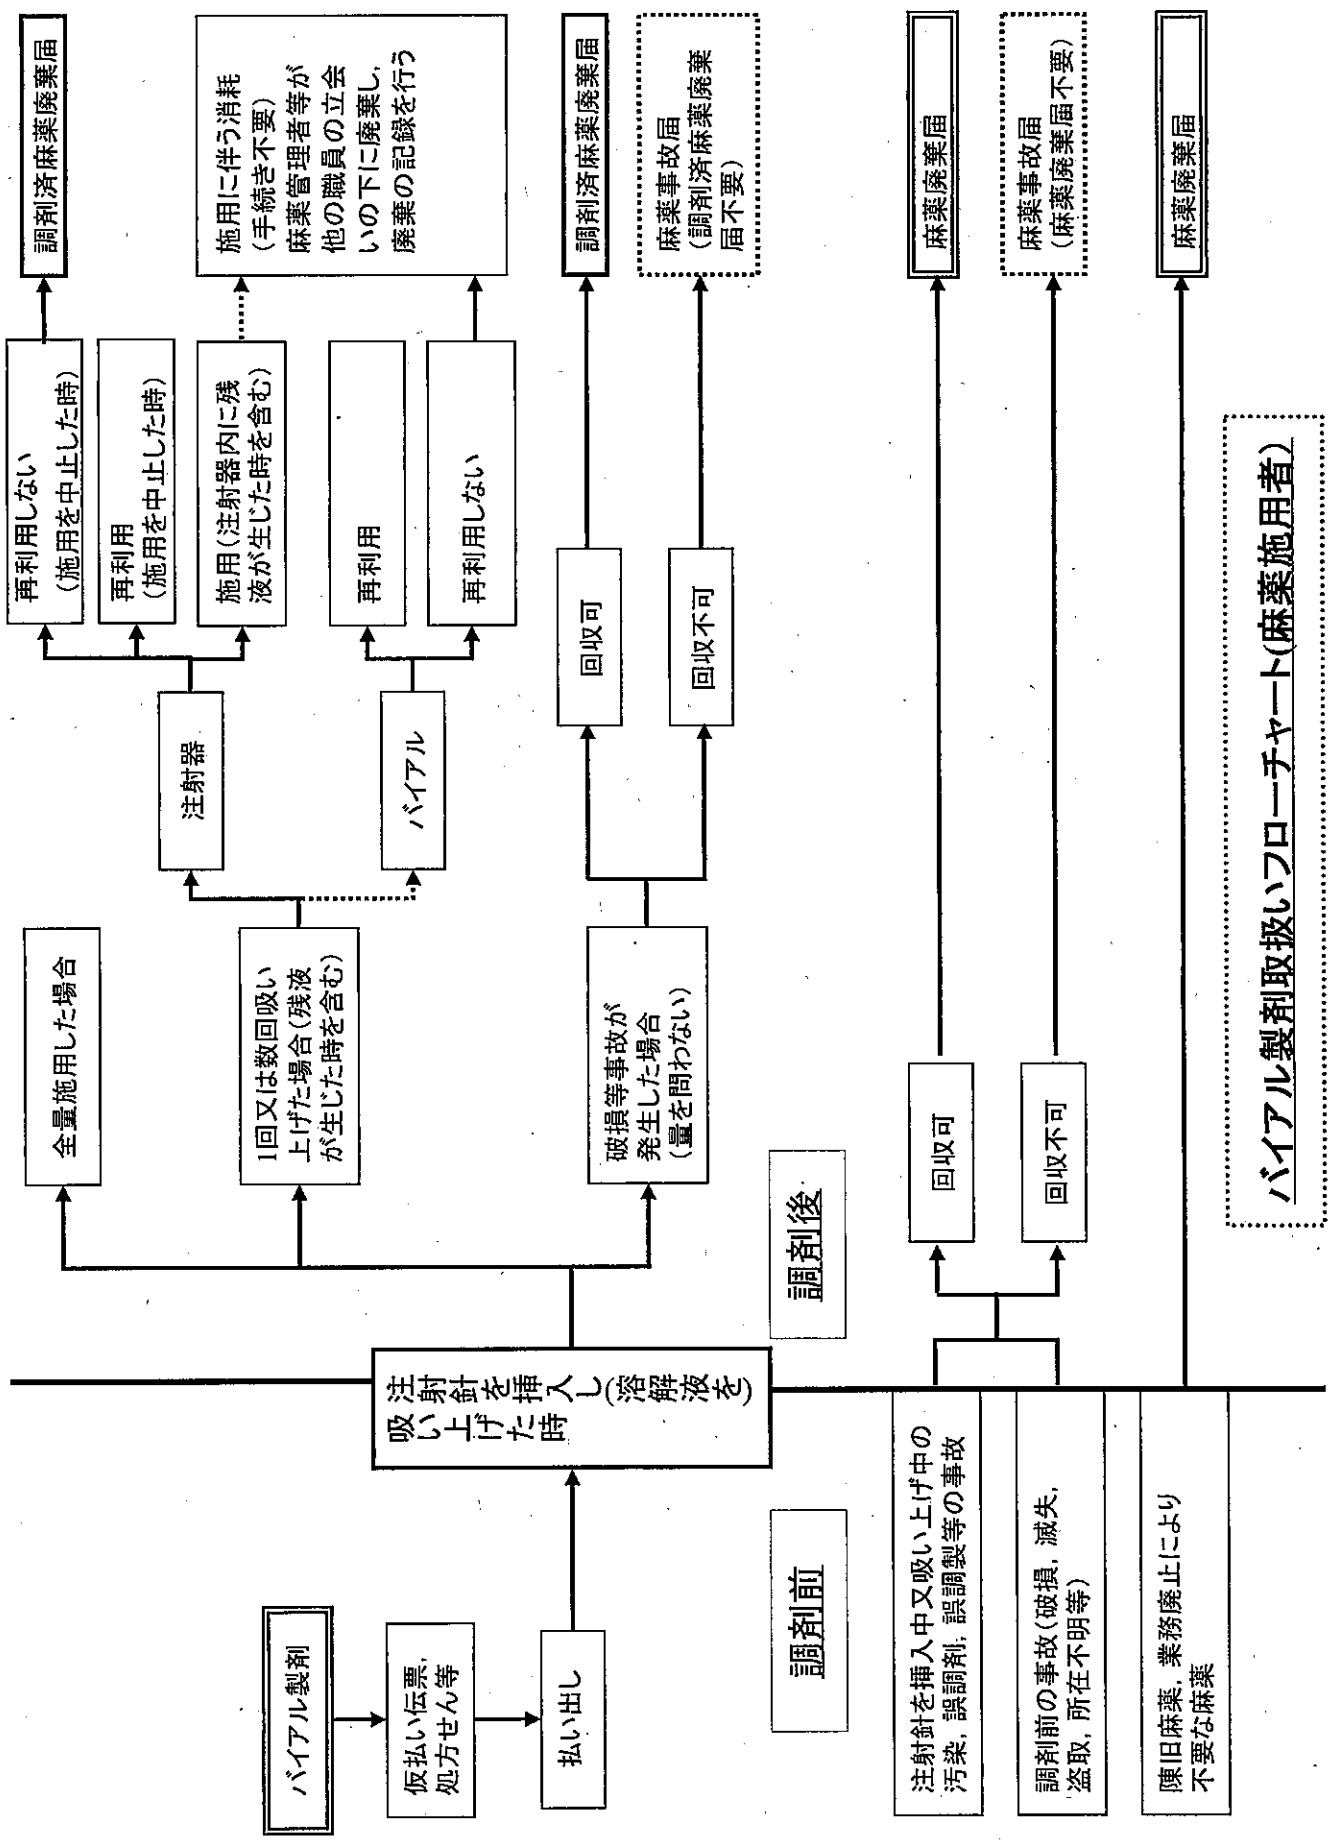 バイアル製剤取扱いフローチャート(麻薬施用者)
バイアル製剤
仮払い伝票,
処方せん等
払い出し
調剤前
注射針を挿入し(溶解液を)
吸い上げた時
調剤後
全量施用した場合
1回又は数回吸い
上げた場合(残液
が生じた時を含む)
破損等事故が
発生した場合
(量を問わない)
注射器
バイアル
再利用しない
(施用を中止した時)
再利用
(施用を中止した時)
施用(注射器内に残
液が生じた時を含む)
再利用
再利用しない
回収可
回収不可
調剤済麻薬廃棄届
施用に伴う消耗
(手続き不要)
麻薬管理者等が
他の職員の立会
いの下に廃棄し,
廃棄の記録を行う
調剤済麻薬廃棄届
麻薬事故届
(調剤済麻薬廃棄
届不要)
注射針を挿入中又吸い上げ中の
汚染, 誤調剤, 誤調製等の事故
調剤前の事故(破損, 滅失,
盗取, 所在不明等)
陳旧麻薬, 業務廃止により
不要な麻薬
回収可
回収不可
麻薬廃棄届
麻薬事故届
(麻薬廃棄届不要)
麻薬廃棄届